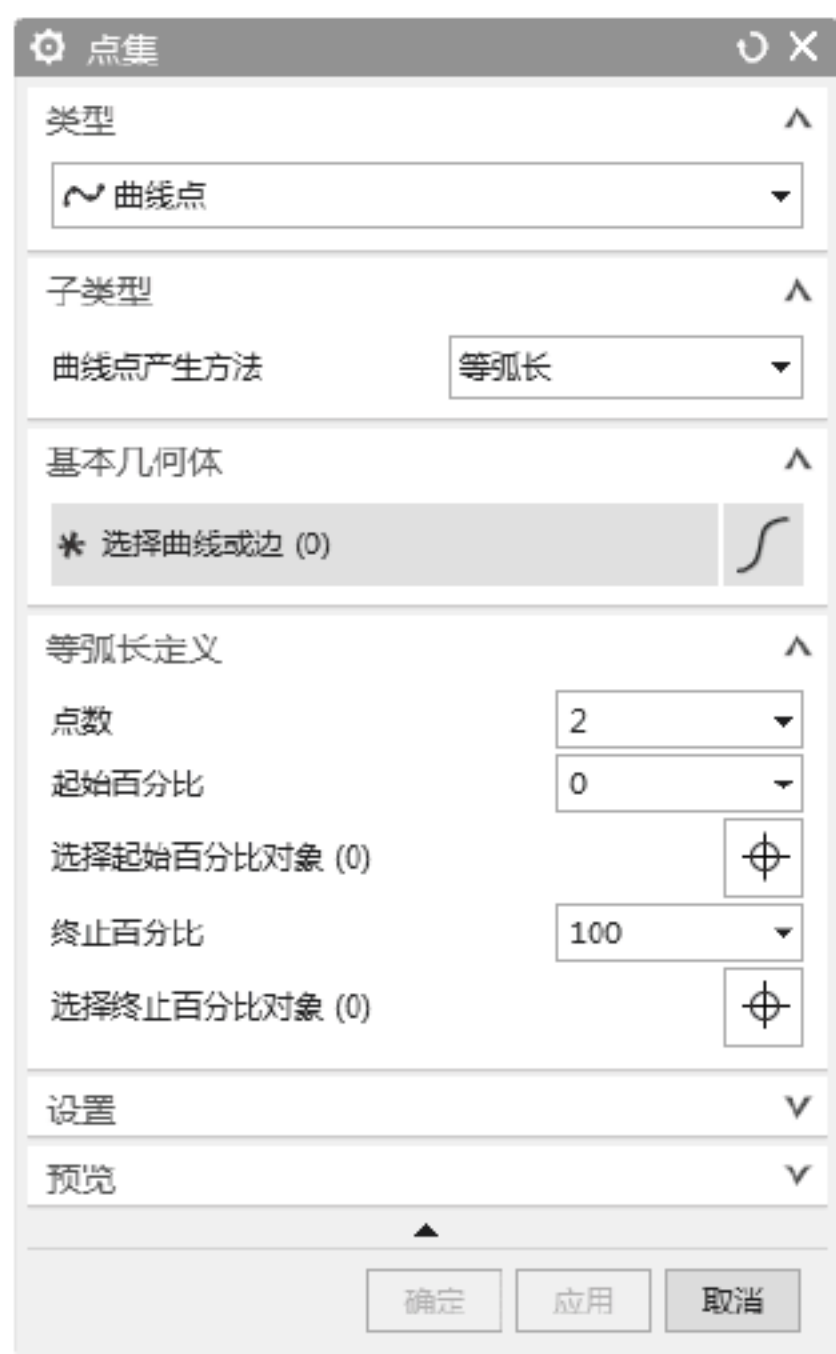 点集
类型
曲线点
子类型
曲线点产生方法 等弧长
基本几何体
* 选择曲线或边 (0)
等弧长定义
点数 2
起始百分比 0
选择起始百分比对象 (0)
终止百分比 100
选择终止百分比对象 (0)
设置
预览
确定 应用 取消